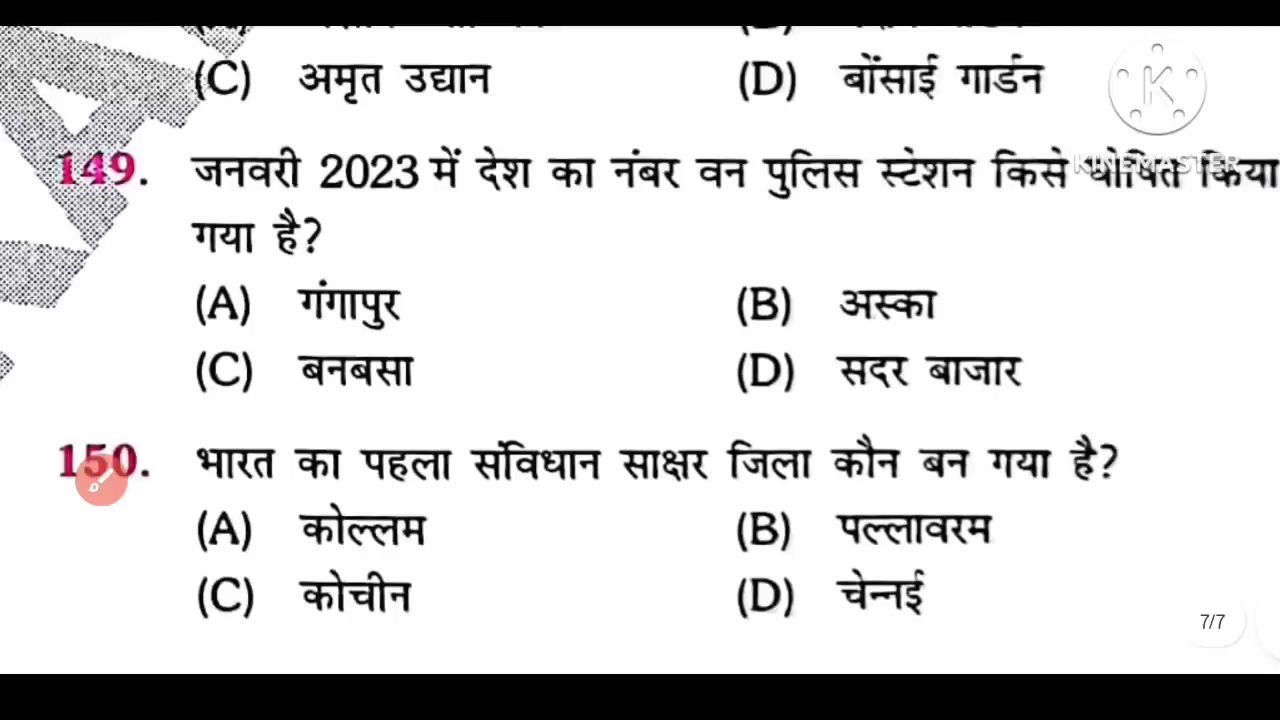 (C) अमृत उद्यान (D) बोंसाई गार्डन
149. जनवरी 2023 में देश का नंबर वन पुलिस स्टेशन किसे घोषित किया
गया है?
(A) गंगापुर (B) अस्का
(C) बनबसा (D) सदर बाजार
150. भारत का पहला संविधान साक्षर जिला कौन बन गया है?
(A) कोल्लम (B) पल्लावरम
(C) कोचीन (D) चेन्नई
7/7
K
KINEMASTER